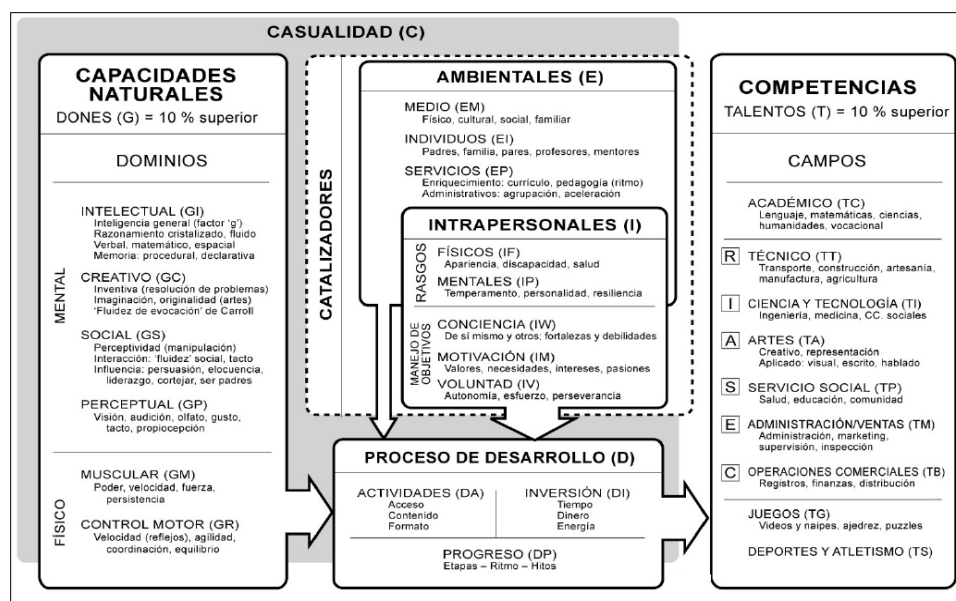 CASUALIDAD (C)
CAPACIDADES
NATURALES
DONES (G) = 10 % superior
DOMINIOS
MENTAL
INTELECTUAL (GI)
Inteligencia general (factor ‘g’)
Razonamiento cristalizado, fluido
Verbal, matemático, espacial
Memoria: procedural, declarativa
CREATIVO (GC)
Inventiva (resolución de problemas)
Imaginación, originalidad (artes)
‘Fluidez de evocación’ de Carroll
SOCIAL (GS)
Perceptividad (manipulación)
Interacción: ‘fluidez’ social, tacto
Influencia: persuasión, elocuencia,
liderazgo, cortejar, ser padres
PERCEPTUAL (GP)
Visión, audición, olfato, gusto,
tacto, propiocepción
FÍSICO
MUSCULAR (GM)
Poder, velocidad, fuerza,
persistencia
CONTROL MOTOR (GR)
Velocidad (reflejos), agilidad,
coordinación, equilibrio
CATALIZADORES
AMBIENTALES (E)
MEDIO (EM)
Físico, cultural, social, familiar
INDIVIDUOS (EI)
Padres, familia, pares, profesores, mentores
SERVICIOS (EP)
Enriquecimiento: currículo, pedagogía (ritmo)
Administrativos: agrupación, aceleración
INTRAPERSONALES (I)
RASGOS
FÍSICOS (IF)
Apariencia, discapacidad, salud
MENTALES (IP)
Temperamento, personalidad, resiliencia
MANEJO DE
OBJETIVOS
CONCIENCIA (IW)
De sí mismo y otros; fortalezas y debilidades
MOTIVACIÓN (IM)
Valores, necesidades, intereses, pasiones
VOLUNTAD (IV)
Autonomía, esfuerzo, perseverancia
PROCESO DE DESARROLLO (D)
ACTIVIDADES (DA)
Acceso
Contenido
Formato
INVERSIÓN (DI)
Tiempo
Dinero
Energía
PROGRESO (DP)
Etapas – Ritmo – Hitos
COMPETENCIAS
TALENTOS (T) = 10 % superior
CAMPOS
ACADÉMICO (TC)
Lenguaje, matemáticas, ciencias,
humanidades, vocacional
R TÉCNICO (TT)
Transporte, construcción, artesanía,
manufactura, agricultura
I CIENCIA Y TECNOLOGÍA (TI)
Ingeniería, medicina, CC. sociales
A ARTES (TA)
Creativo, representación
Aplicado: visual, escrito, hablado
S SERVICIO SOCIAL (TP)
Salud, educación, comunidad
E ADMINISTRACIÓN/VENTAS (TM)
Administración, marketing,
supervisión, inspección
C OPERACIONES COMERCIALES (TB)
Registros, finanzas, distribución
JUEGOS (TG)
Videos y naipes, ajedrez, puzzles
DEPORTES Y ATLETISMO (TS)